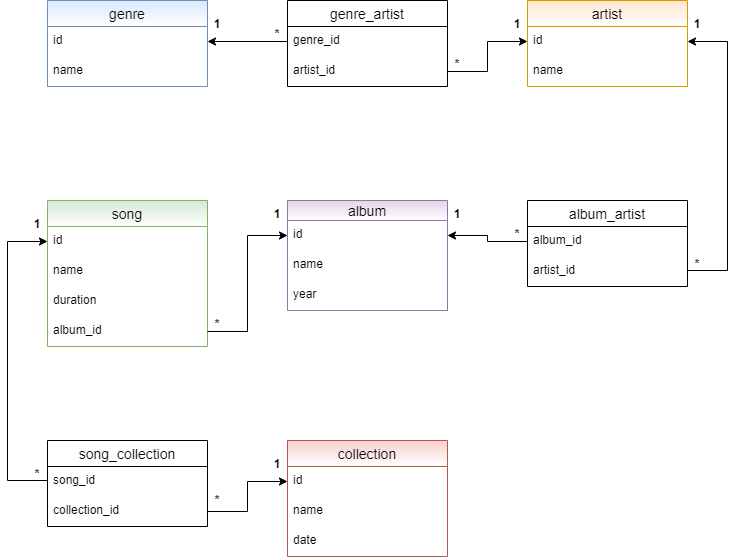 genre
id
name
1
*
genre_artist
genre_id
artist_id
*
1
artist
id
name
1
1
song
id
name
duration
album_id
*
1
album
id
name
year
1
*
album_artist
album_id
artist_id
*
*
song_collection
song_id
collection_id
*
1
collection
id
name
date